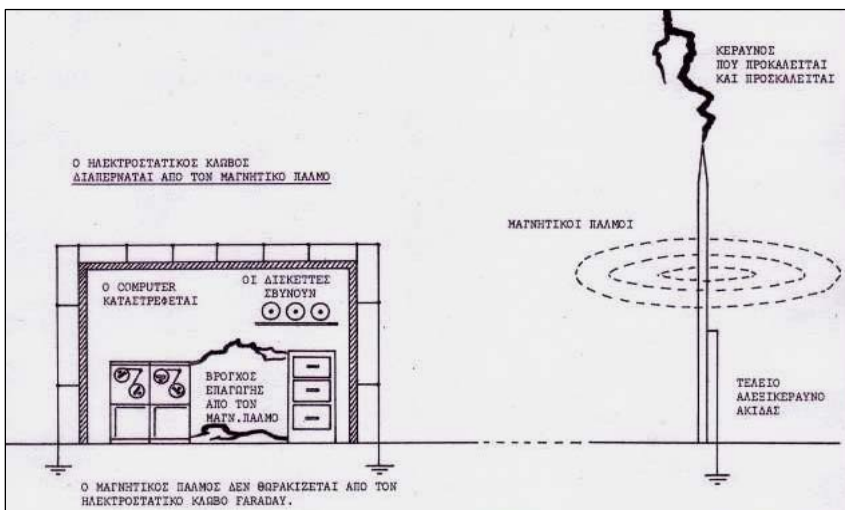 ΚΕΡΑΥΝΟΣ
ΠΟΥ ΠΡΟΚΑΛΕΙΤΑΙ
ΚΑΙ ΠΡΟΣΚΑΛΕΙΤΑΙ
Ο ΗΛΕΚΤΡΟΣΤΑΤΙΚΟΣ ΚΛΩΒΟΣ
ΔΙΑΠΕΡΝΑΤΑΙ ΑΠΟ ΤΟΝ ΜΑΓΝΗΤΙΚΟ ΠΑΛΜΟ
ΜΑΓΝΗΤΙΚΟΙ ΠΑΛΜΟΙ
Ο COMPUTER
ΚΑΤΑΣΤΡΕΦΕΤΑΙ
ΟΙ ΔΙΣΚΕΤΤΕΣ
ΣΒΥΝΟΥΝ
ΒΡΟΓΧΟΣ
ΕΠΑΓΩΓΗΣ
ΑΠΟ ΤΟΝ
ΜΑΓΝ.ΠΑΛΜΟ
ΤΕΛΕΙΟ
ΑΛΕΞΙΚΕΡΑΥΝΟ
ΑΚΙΔΑΣ
Ο ΜΑΓΝΗΤΙΚΟΣ ΠΑΛΜΟΣ ΔΕΝ ΘΩΡΑΚΙΖΕΤΑΙ ΑΠΟ ΤΟΝ
ΗΛΕΚΤΡΟΣΤΑΤΙΚΟ ΚΛΩΒΟ FARADAY.